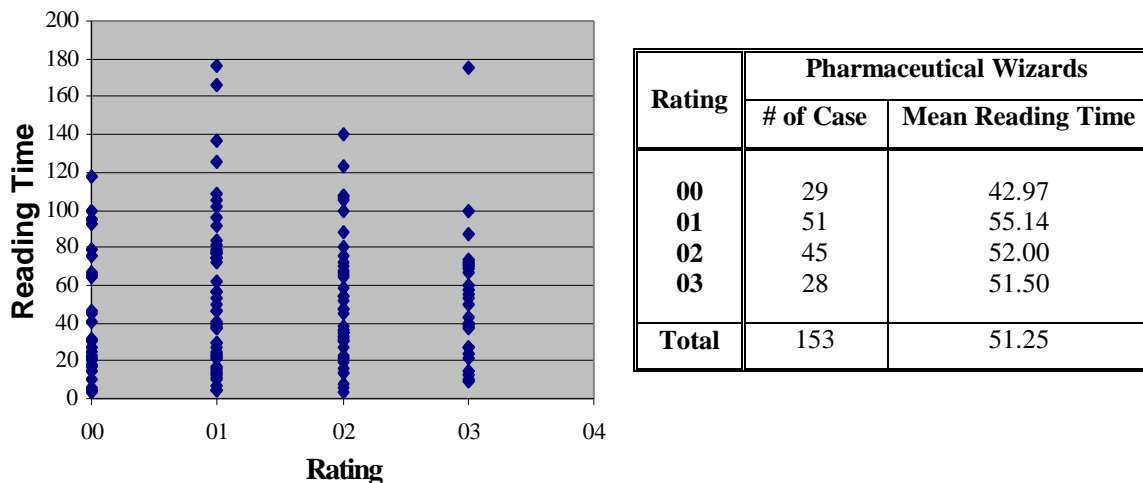 200
180
160
140
120
100
80
60
40
20
0
Reading Time
00 01 02 03 04
Rating
Rating Pharmaceutical Wizards
# of Case Mean Reading Time
00 29 42.97
01 51 55.14
02 45 52.00
03 28 51.50
Total 153 51.25